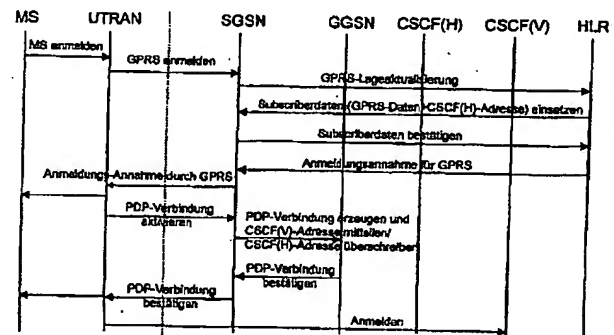 MS UTRAN SGSN GGSN CSCF(H) CSCF(V) HLR
MS anmelden
GPRS anmelden
GPRS-Lageaktualisierung
Subscriberdaten (GPRS-Daten, CSCF(H)-Adresse) einsetzen
Subscriberdaten bestätigen
Anmeldungsannahme für GPRS
Anmeldungs-Annahme durch GPRS
PDP-Verbindung
aktivieren
PDP-Verbindung erzeugen und
CSCF(V)-Adresse mitteilen/
CSCF(H)-Adresse überschreiben
PDP-Verbindung
bestätigen
PDP-Verbindung
bestätigen
Anmelden